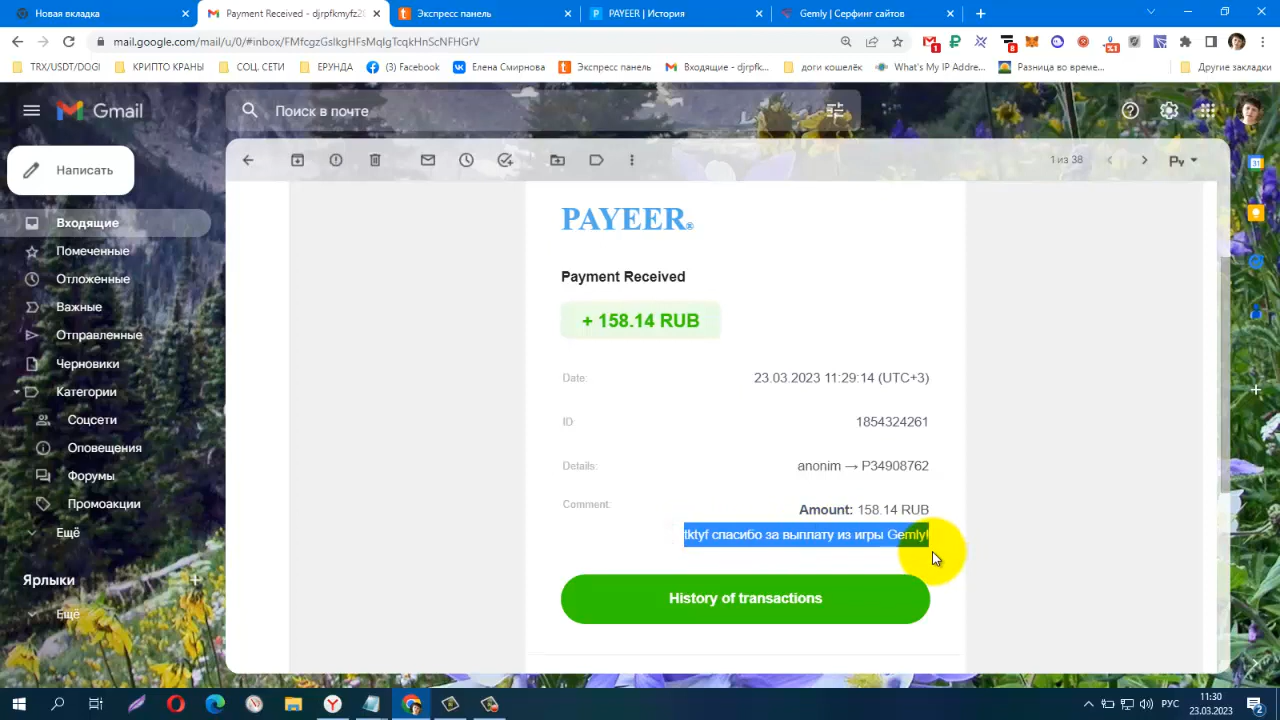 Новая вкладка
Payment Received - djrpfkmyfz2
Экспресс панель
PAYEER | История
Gemly | Серфинг сайтов
mail.google.com/mail/u/0/#inbox/FMfcgzGslkgHFsMqlgTcqkHnScNFHGrV
TRX/USDT/DOGI
КРИПТО КРАНЫ
СОЦ. СЕТИ
ЕРУНДА
(3) Facebook
Елена Смирнова
Экспресс панель
Входящие - djrpfk...
доги кошелёк
What's My IP Addre...
Разница во време...
Другие закладки
Gmail
Поиск в почте
Написать
1 из 38
Входящие
Помеченные
Отложенные
Важные
Отправленные
Черновики
Категории
Соцсети
Оповещения
Форумы
Промоакции
Ещё
Ярлыки
Ещё
PAYEER®
Payment Received
+ 158.14 RUB
Date:
23.03.2023 11:29:14 (UTC+3)
ID
1854324261
Details:
anonim → P34908762
Comment:
Amount: 158.14 RUB
tktyf спасибо за выплату из игры Gemly!
History of transactions
РУС
11:30
23.03.2023